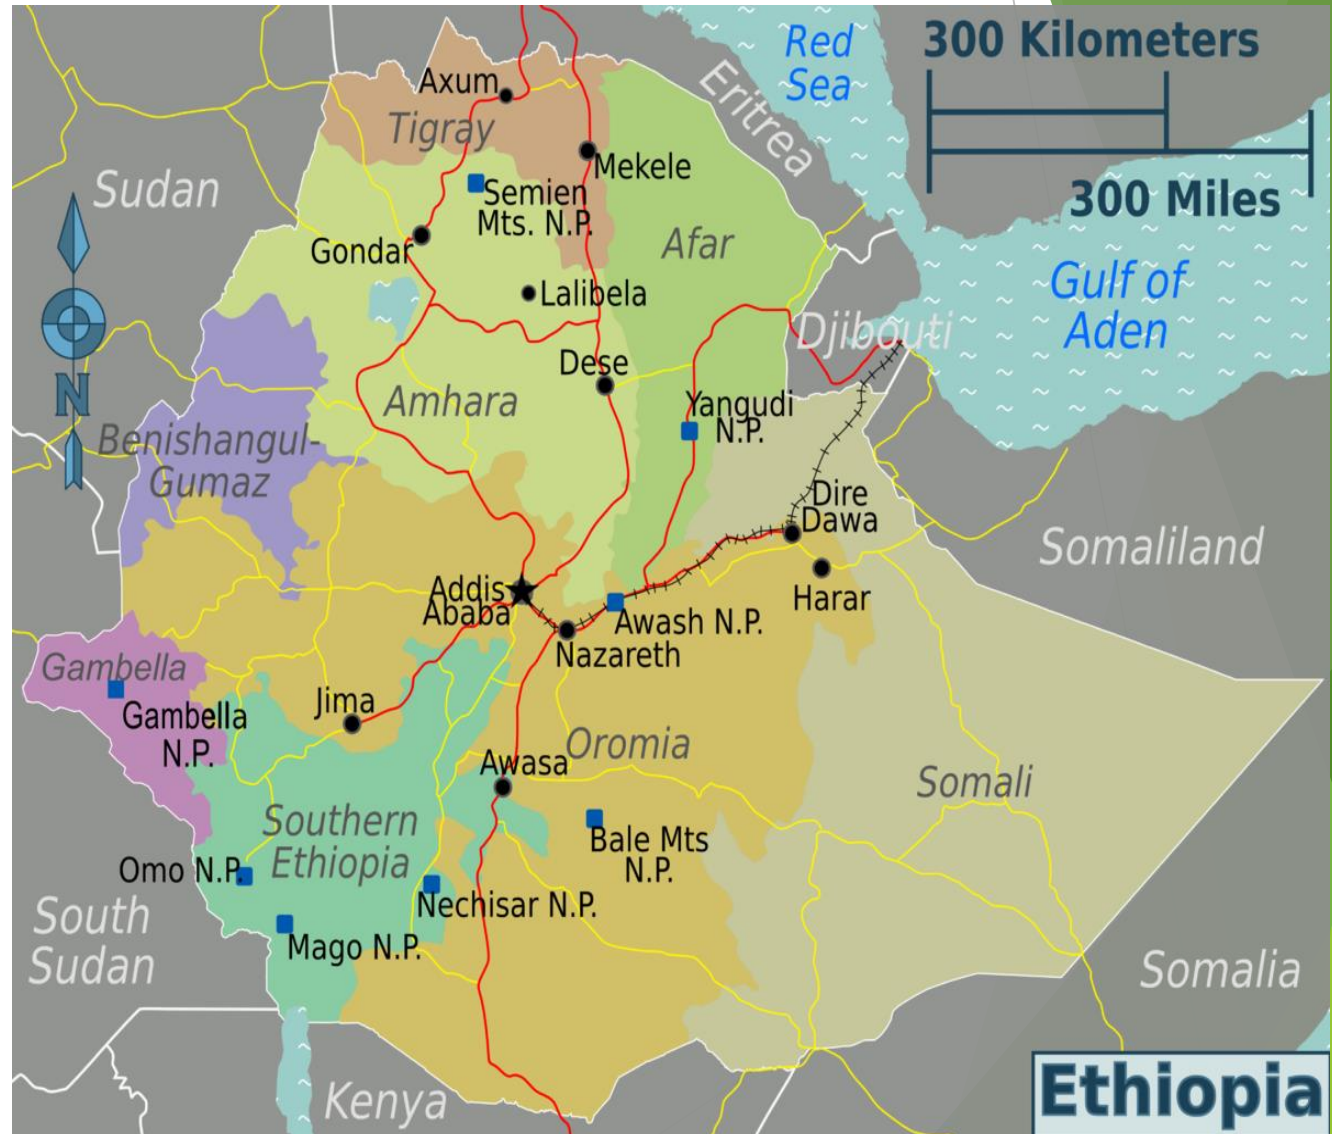 Red
Sea
300 Kilometers
300 Miles
Eritrea
Axum
Tigray
Mekele
Sudan
Semien
Mts. N.P.
Afar
Gondar
Lalibela
Gulf of
Aden
Djibouti
Dese
Amhara
Yangudi
N.P.
N
Benishangul-
Gumaz
Dire
Dawa
Somaliland
Addis
Ababa
Harar
Awash N.P.
Nazareth
Gambella
Gambella
N.P.
Jima
Oromia
Awasa
Somali
Southern
Ethiopia
Bale Mts
N.P.
Omo N.P.
Nechisar N.P.
South
Sudan
Mago N.P.
Somalia
Kenya
Ethiopia